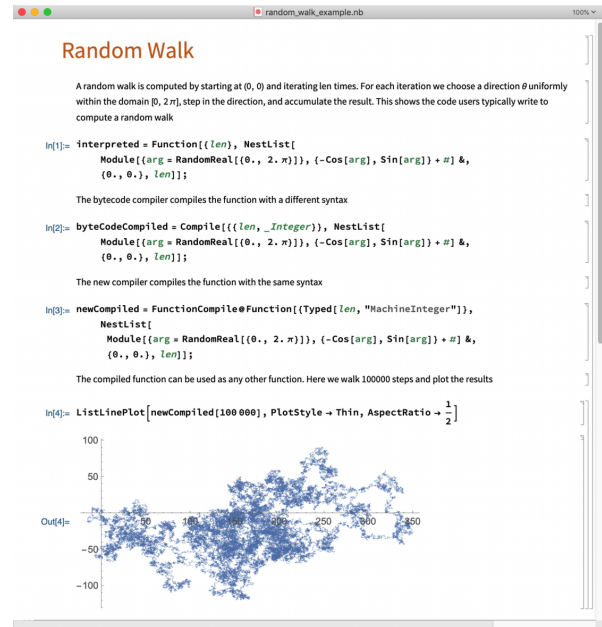 random_walk_example.nb
100%
Random Walk
A random walk is computed by starting at (0, 0) and iterating len times. For each iteration we choose a direction θ uniformly
within the domain [0, 2 π], step in the direction, and accumulate the result. This shows the code users typically write to
compute a random walk
In[1]:= interpreted = Function[{len}, NestList[
Module[{arg = RandomReal[{0., 2. π}]}, {-Cos[arg], Sin[arg]} + #] &,
{0., 0.}, len]];
The bytecode compiler compiles the function with a different syntax
In[2]:= byteCodeCompiled = Compile[{{len, _Integer}}, NestList[
Module[{arg = RandomReal[{0., 2. π}]}, {-Cos[arg], Sin[arg]} + #] &,
{0., 0.}, len]];
The new compiler compiles the function with the same syntax
In[3]:= newCompiled = FunctionCompile@Function[{Typed[len, "MachineInteger"]},
NestList[
Module[{arg = RandomReal[{0., 2. π}]}, {-Cos[arg], Sin[arg]} + #] &,
{0., 0.}, len]];
The compiled function can be used as any other function. Here we walk 100000 steps and plot the results
In[4]:= ListLinePlot[newCompiled[100 000], PlotStyle → Thin, AspectRatio → 1/2]
100
50
Out[4]= 50 100 150 200 250 300 350
-50
-100